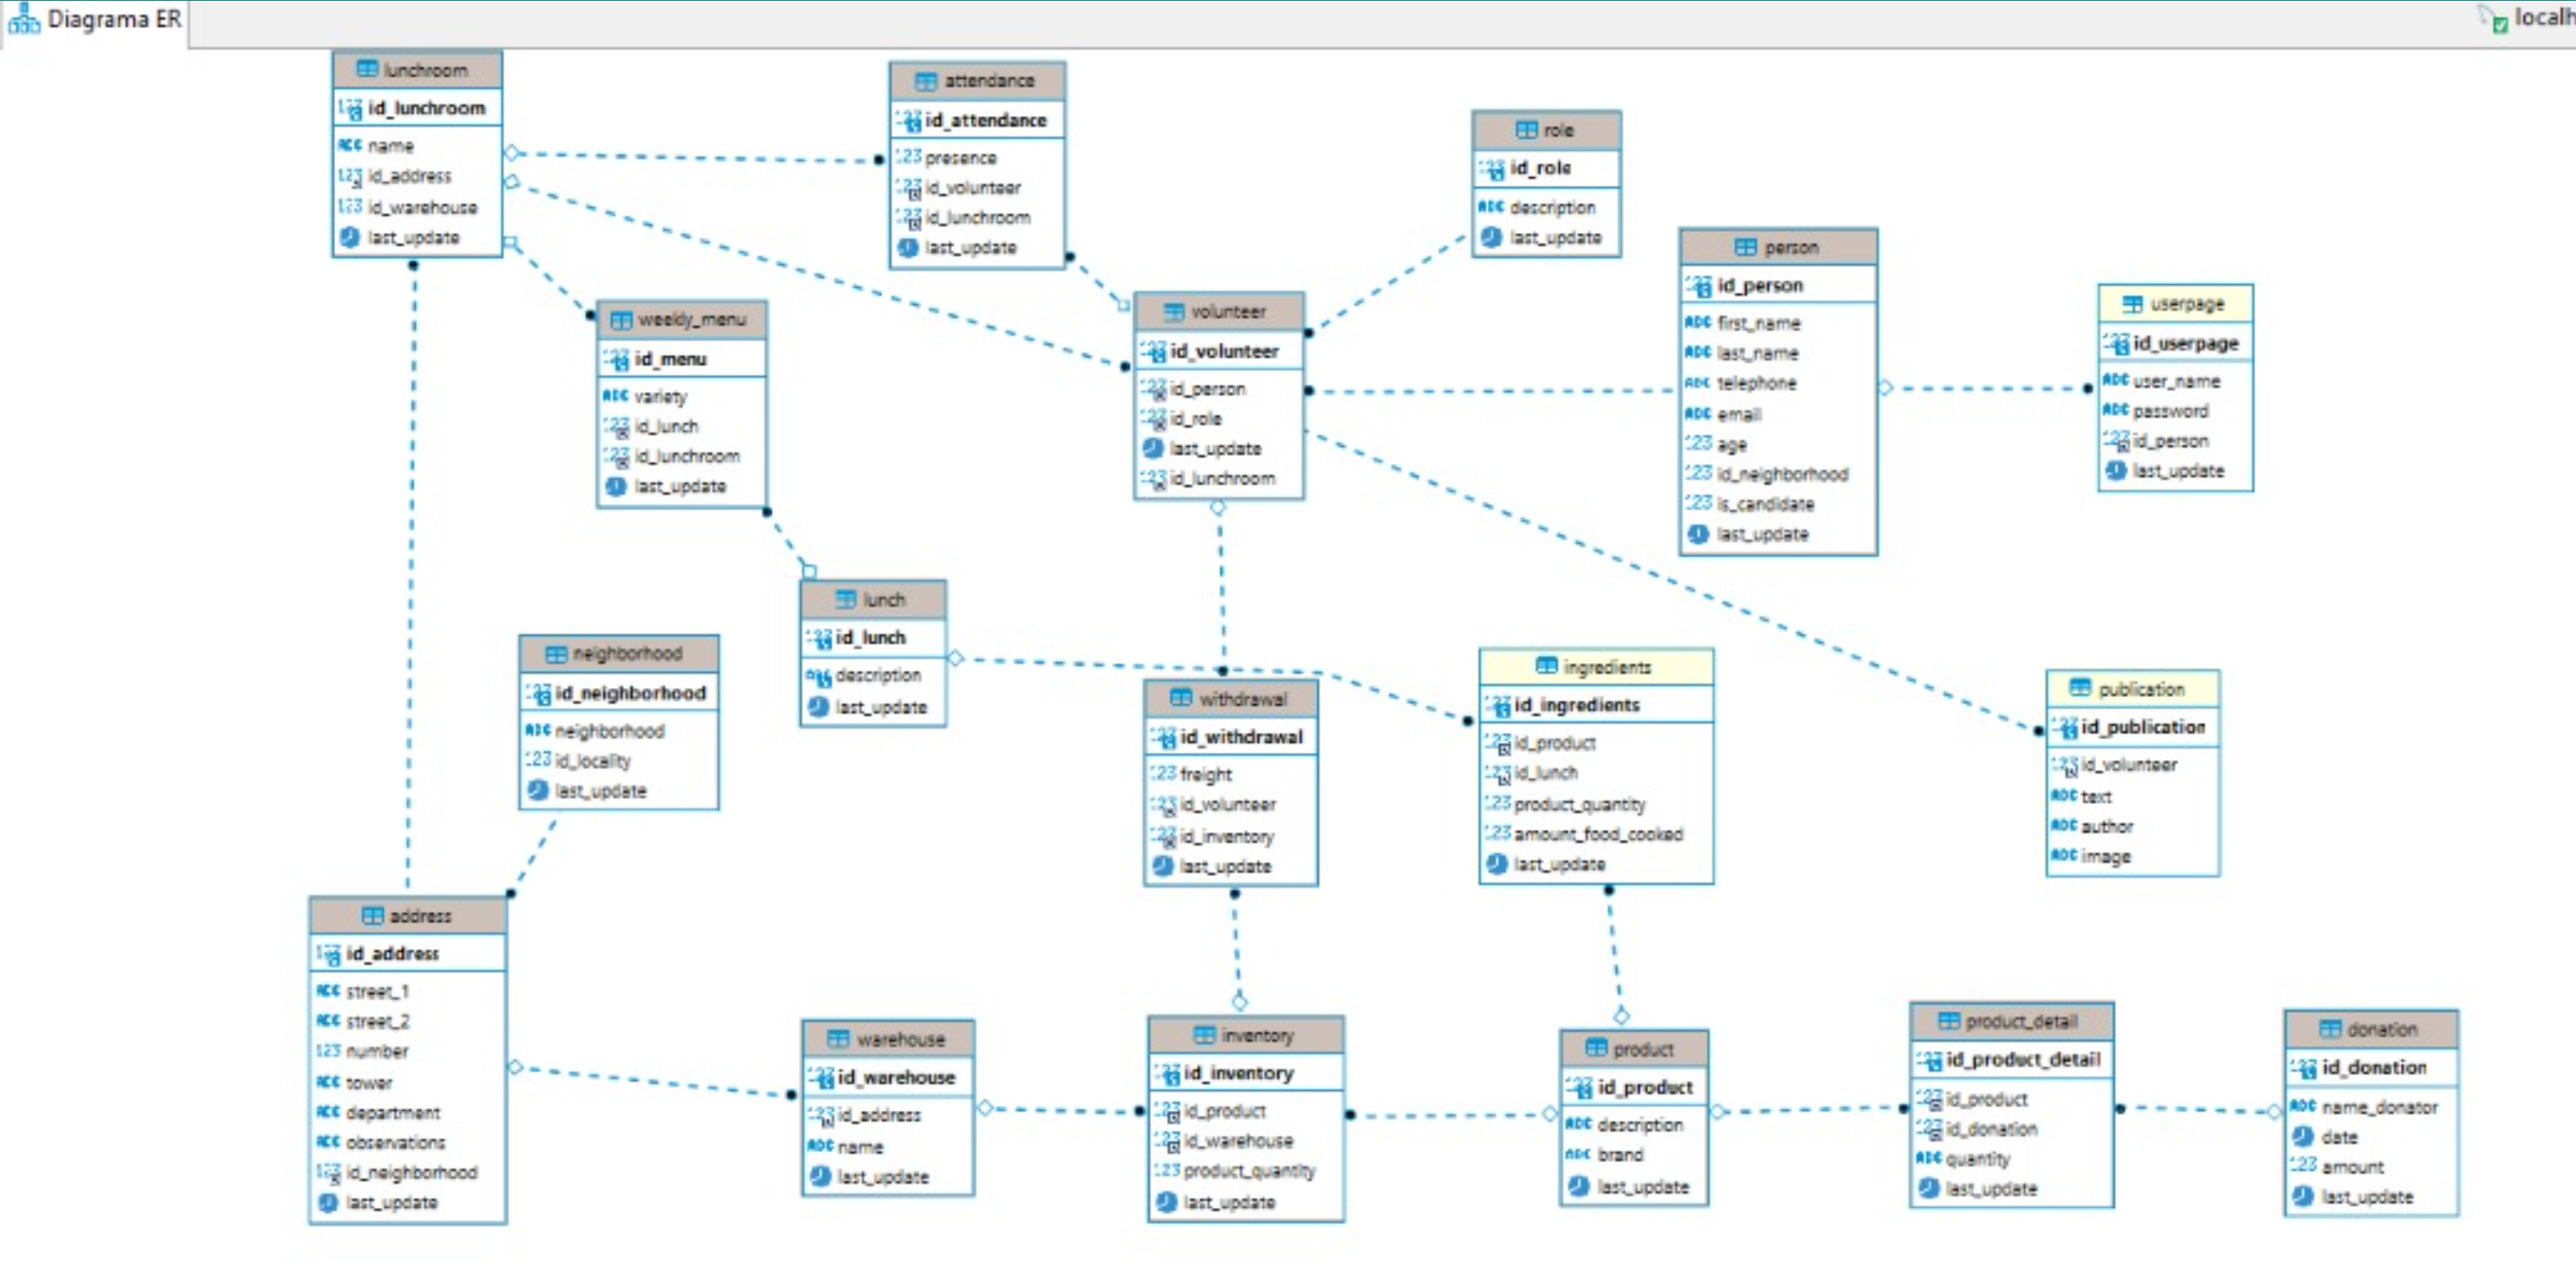 Diagrama ER
localh
lunchroom
id_lunchroom
name
id_address
id_warehouse
last_update
attendance
id_attendance
presence
id_volunteer
id_lunchroom
last_update
role
id_role
description
last_update
person
id_person
first_name
last_name
telephone
email
age
id_neighborhood
is_candidate
last_update
userpage
id_userpage
user_name
password
id_person
last_update
weekly_menu
id_menu
variety
id_lunch
id_lunchroom
last_update
volunteer
id_volunteer
id_person
id_role
last_update
id_lunchroom
lunch
id_lunch
description
last_update
neighborhood
id_neighborhood
neighborhood
id_locality
last_update
withdrawal
id_withdrawal
freight
id_volunteer
id_inventory
last_update
ingredients
id_ingredients
id_product
id_lunch
product_quantity
amount_food_cooked
last_update
publication
id_publication
id_volunteer
text
author
image
address
id_address
street_1
street_2
number
tower
department
observations
id_neighborhood
last_update
warehouse
id_warehouse
id_address
name
last_update
inventory
id_inventory
id_product
id_warehouse
product_quantity
last_update
product
id_product
description
brand
last_update
product_detail
id_product_detail
id_product
id_donation
quantity
last_update
donation
id_donation
name_donator
date
amount
last_update